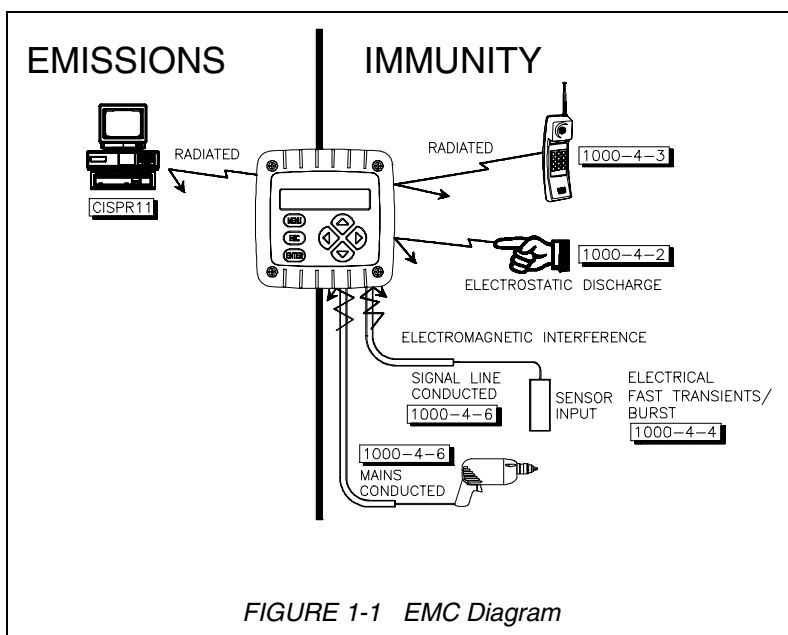 EMISSIONS
IMMUNITY
RADIATED
CISPR11
RADIATED
1000-4-3
MENU
ESC
ENTER
1000-4-2
ELECTROSTATIC DISCHARGE
ELECTROMAGNETIC INTERFERENCE
SIGNAL LINE
CONDUCTED
1000-4-6
SENSOR
INPUT
ELECTRICAL
FAST TRANSIENTS/
BURST
1000-4-4
1000-4-6
MAINS
CONDUCTED
FIGURE 1-1 EMC Diagram